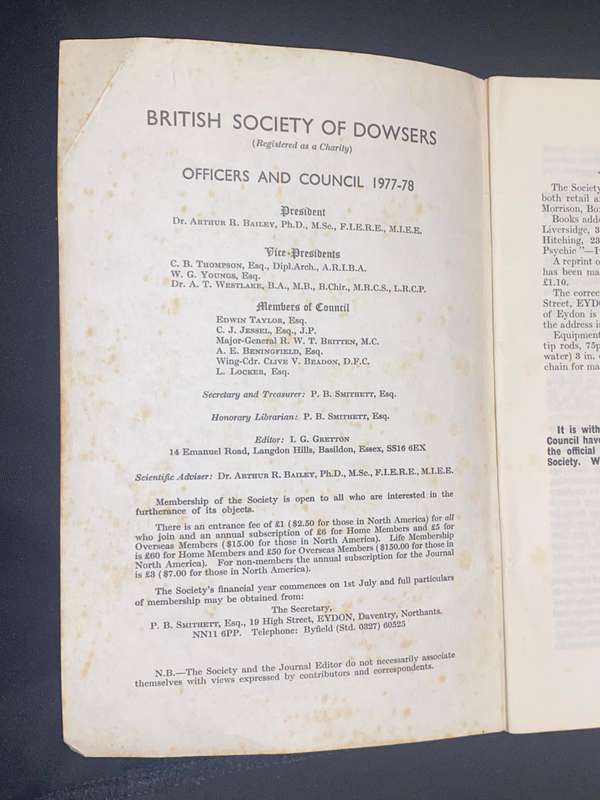 BRITISH SOCIETY OF DOWSERS
(Registered as a Charity)
OFFICERS AND COUNCIL 1977-78
President
Dr. ARTHUR R. BAILEY, Ph.D., M.Sc., F.I.E.R.E., M.I.E.E.
Vice-Presidents
C. B. THOMPSON, Esq., Dipl.Arch., A.R.I.B.A.
W. G. YOUNGS, Esq.
Dr. A. T. WESTLAKE, B.A., M.B., B.Chir., M.R.C.S., L.R.C.P.
Members of Council
EDWIN TAYLOR, Esq.
C. J. JESSEL, Esq., J.P.
Major-General R. W. T. BRITTEN, M.C.
A. E. BENINGFIELD, Esq.
Wing-Cdr. CLIVE V. BEADON, D.F.C.
L. LOCKER, Esq.
Secretary and Treasurer: P. B. SMITHETT, Esq.
Honorary Librarian: P. B. SMITHETT, Esq.
Editor: I. G. GRETTON
14 Emanuel Road, Langdon Hills, Basildon, Essex, SS16 6EX
Scientific Adviser: Dr. ARTHUR R. BAILEY, Ph.D., M.Sc., F.I.E.R.E., M.I.E.E.
Membership of the Society is open to all who are interested in the
furtherance of its objects.
There is an entrance fee of £1 ($2.50 for those in North America) for all
who join and an annual subscription of £6 for Home Members and £5 for
Overseas Members ($15.00 for those in North America). Life Membership
is £60 for Home Members and £50 for Overseas Members ($150.00 for those in
North America). For non-members the annual subscription for the Journal
is £3 ($7.00 for those in North America).
The Society's financial year commences on 1st July and full particulars
of membership may be obtained from:
The Secretary,
P. B. SMITHETT, Esq., 19 High Street, EYDON, Daventry, Northants.
NN11 6PP. Telephone: Byfield (Std. 0327) 60525
N.B.—The Society and the Journal Editor do not necessarily associate
themselves with views expressed by contributors and correspondents.
The Society
both retail a
Morrison, Bo
Books adde
Liversidge, 3
Hitching, 23
Psychic "—I
A reprint o
has been ma
£1.10.
The correc
Street, EYDO
of Eydon is
the address i
Equipment
tip rods, 75p
water) 3 in.
chain for ma
It is with
Council have
the official
Society. W